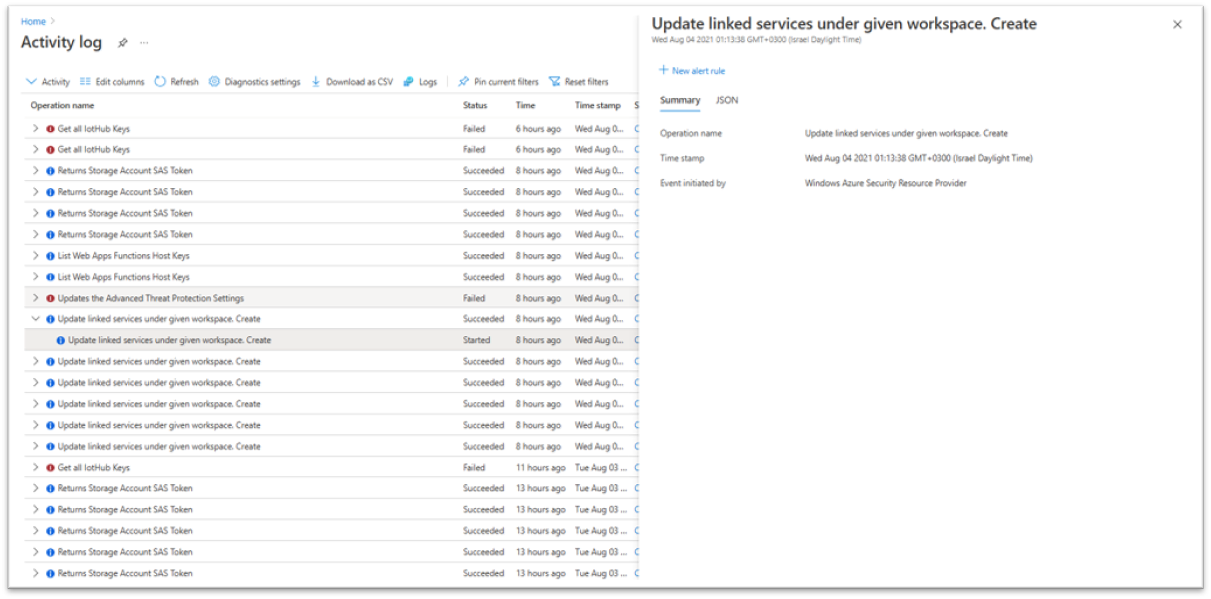 Home >
Activity log ...
Activity Edit columns Refresh Diagnostics settings Download as CSV Logs Pin current filters Reset filters
Operation name Status Time Time stamp S
Get all IotHub Keys Failed 6 hours ago Wed Aug 0... C
Get all IotHub Keys Failed 6 hours ago Wed Aug 0... C
Returns Storage Account SAS Token Succeeded 8 hours ago Wed Aug 0... C
Returns Storage Account SAS Token Succeeded 8 hours ago Wed Aug 0... C
Returns Storage Account SAS Token Succeeded 8 hours ago Wed Aug 0... C
Returns Storage Account SAS Token Succeeded 8 hours ago Wed Aug 0... C
List Web Apps Functions Host Keys Succeeded 8 hours ago Wed Aug 0... C
List Web Apps Functions Host Keys Succeeded 8 hours ago Wed Aug 0... C
Updates the Advanced Threat Protection Settings Failed 8 hours ago Wed Aug 0... C
Update linked services under given workspace. Create Succeeded 8 hours ago Wed Aug 0... C
Update linked services under given workspace. Create Started 8 hours ago Wed Aug 0... C
Update linked services under given workspace. Create Succeeded 8 hours ago Wed Aug 0... C
Update linked services under given workspace. Create Succeeded 8 hours ago Wed Aug 0... C
Update linked services under given workspace. Create Succeeded 8 hours ago Wed Aug 0... C
Update linked services under given workspace. Create Succeeded 8 hours ago Wed Aug 0... C
Update linked services under given workspace. Create Succeeded 8 hours ago Wed Aug 0... C
Get all IotHub Keys Failed 11 hours ago Tue Aug 03 ... C
Returns Storage Account SAS Token Succeeded 13 hours ago Tue Aug 03 ... C
Returns Storage Account SAS Token Succeeded 13 hours ago Tue Aug 03 ... C
Returns Storage Account SAS Token Succeeded 13 hours ago Tue Aug 03 ... C
Returns Storage Account SAS Token Succeeded 13 hours ago Tue Aug 03 ... C
Returns Storage Account SAS Token Succeeded 13 hours ago Tue Aug 03 ... C
Update linked services under given workspace. Create
Wed Aug 04 2021 01:13:38 GMT+0300 (Israel Daylight Time)
+ New alert rule
Summary JSON
Operation name Update linked services under given workspace. Create
Time stamp Wed Aug 04 2021 01:13:38 GMT+0300 (Israel Daylight Time)
Event initiated by Windows Azure Security Resource Provider